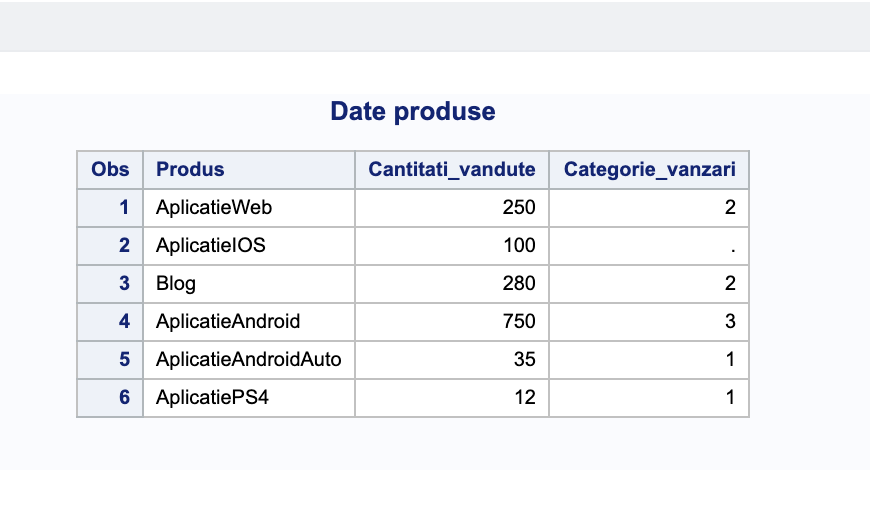 Date produse
Obs Produs Cantitati_vandute Categorie_vanzari
1 AplicatieWeb 250 2
2 AplicatieIOS 100 .
3 Blog 280 2
4 AplicatieAndroid 750 3
5 AplicatieAndroidAuto 35 1
6 AplicatiePS4 12 1